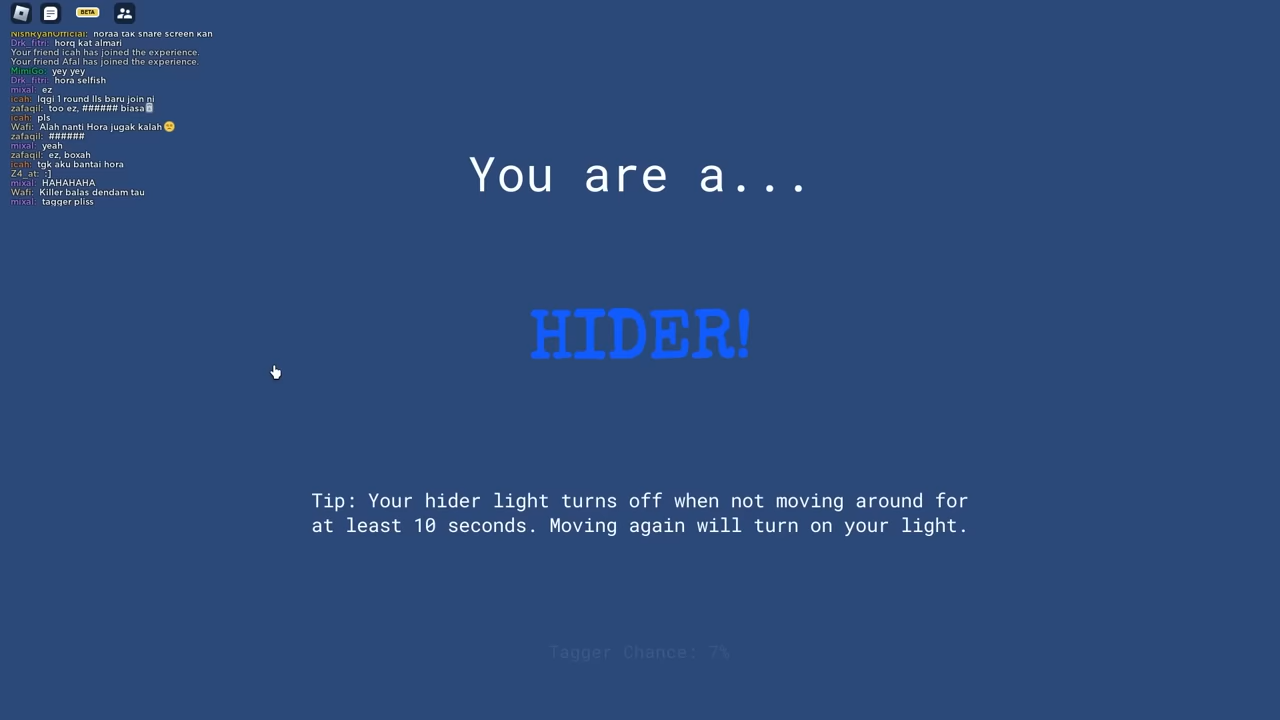 BETA
NishRyanOfficial: noraa tak share screen kan
Drk_fitri: horq kat almari
Your friend icah has joined the experience.
Your friend Afal has joined the experience.
MimiGo: yey yey
Drk_fitri: hora selfish
mixal: ez
icah: lqgi 1 round lls baru join ni
zafaqil: too ez, ###### biasa
icah: pls
Wafi: Alah nanti Hora jugak kalah😕
zafaqil: ######
mixal: yeah
zafaqil: ez, boxah
icah: tgk aku bantai hora
Z4_at: :]
mixal: HAHAHAHA
Wafi: Killer balas dendam tau
mixal: tagger pliss
You are a...
HIDER!
Tip: Your hider light turns off when not moving around for
at least 10 seconds. Moving again will turn on your light.
Tagger Chance: 7%